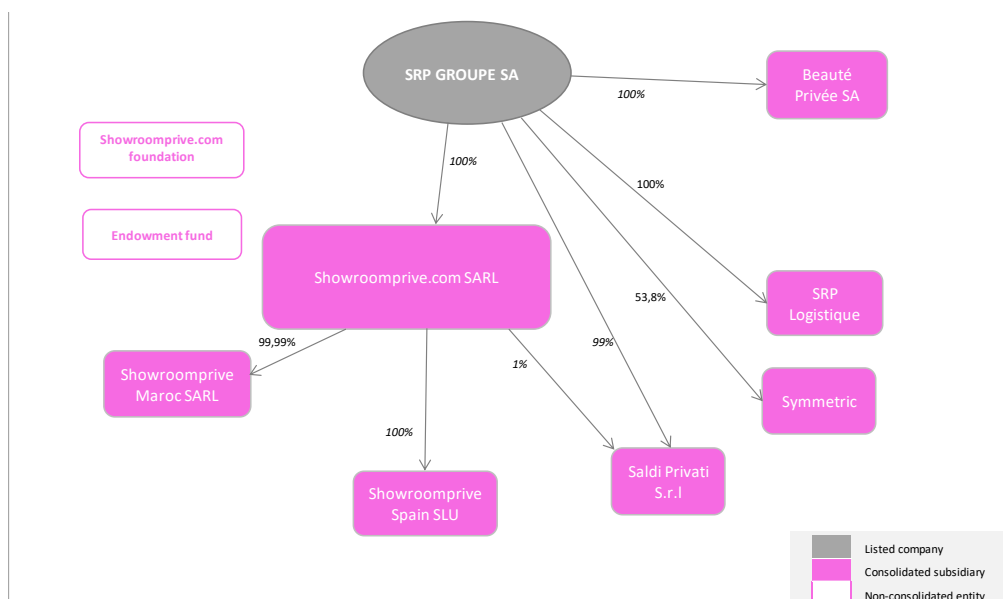 SRP GROUPE SA
Beauté
Privée SA
100%
Showroomprive.com
foundation
100%
100%
Endowment fund
Showroomprive.com SARL
SRP
Logistique
53,8%
99,99%
99%
1%
Showroomprive
Maroc SARL
Symmetric
100%
Saldi Privati
S.r.l
Showroomprive
Spain SLU
Listed company
Consolidated subsidiary
Non-consolidated entity